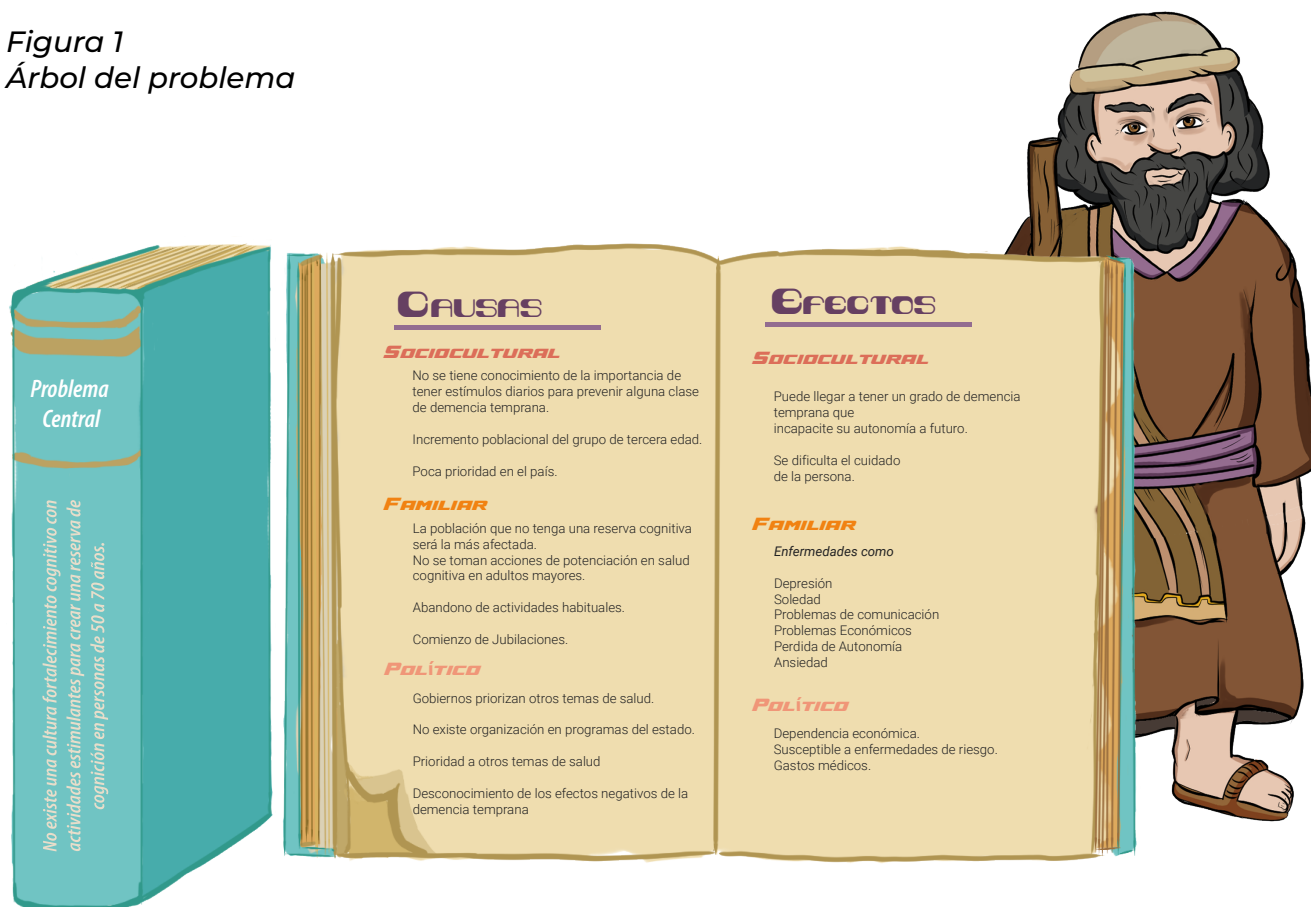 Figura 1
Árbol del problema
Problema
Central
No existe una cultura fortalecimiento cognitivo con
actividades estimulantes para crear una reserva de
cognición en personas de 50 a 70 años.
CAUSAS
SOCIOCULTURAL
No se tiene conocimiento de la importancia de
tener estímulos diarios para prevenir alguna clase
de demencia temprana.
Incremento poblacional del grupo de tercera edad.
Poca prioridad en el país.
FAMILIAR
La población que no tenga una reserva cognitiva
será la más afectada.
No se toman acciones de potenciación en salud
cognitiva en adultos mayores.
Abandono de actividades habituales.
Comienzo de Jubilaciones.
POLÍTICO
Gobiernos priorizan otros temas de salud.
No existe organización en programas del estado.
Prioridad a otros temas de salud
Desconocimiento de los efectos negativos de la
demencia temprana
EFECTOS
SOCIOCULTURAL
Puede llegar a tener un grado de demencia
temprana que
incapacite su autonomía a futuro.
Se dificulta el cuidado
de la persona.
FAMILIAR
Enfermedades como
Depresión
Soledad
Problemas de comunicación
Problemas Económicos
Perdida de Autonomía
Ansiedad
POLÍTICO
Dependencia económica.
Susceptible a enfermedades de riesgo.
Gastos médicos.